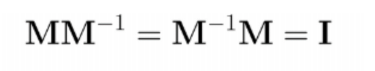 MM⁻¹ = M⁻¹M = I